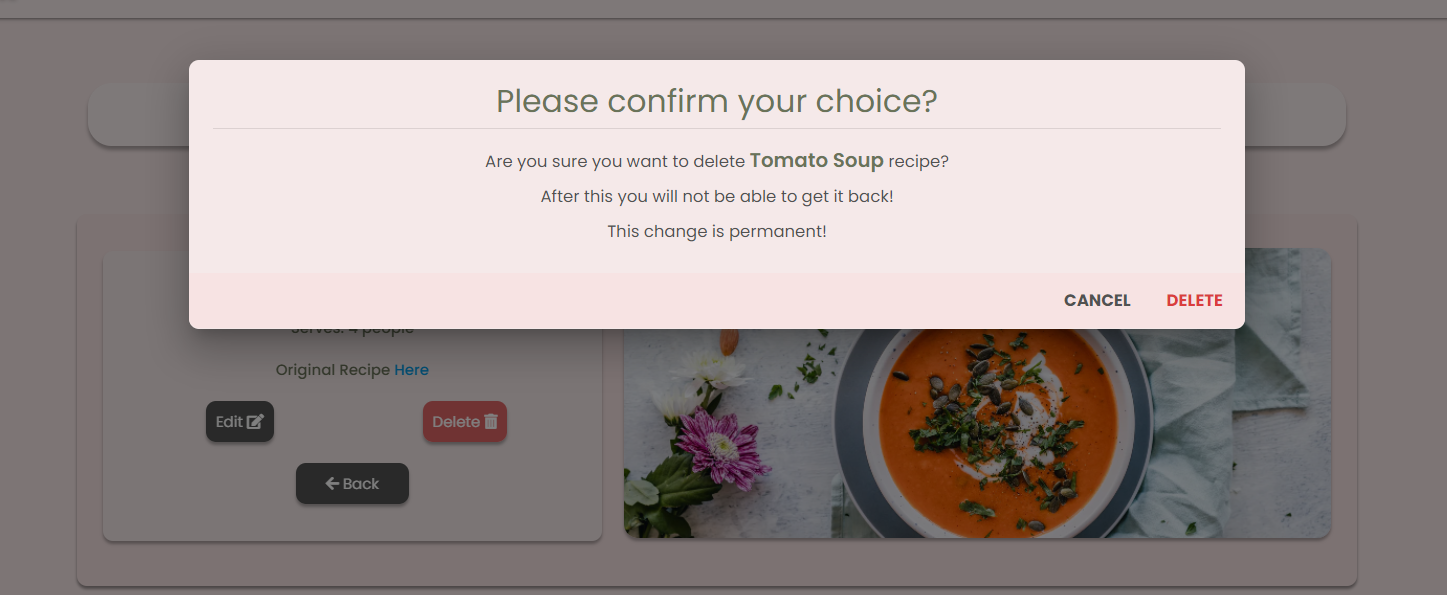 Please confirm your choice?
Are you sure you want to delete Tomato Soup recipe?
After this you will not be able to get it back!
This change is permanent!
CANCEL DELETE
Serves: 4 people
Original Recipe Here
Edit Delete
Back